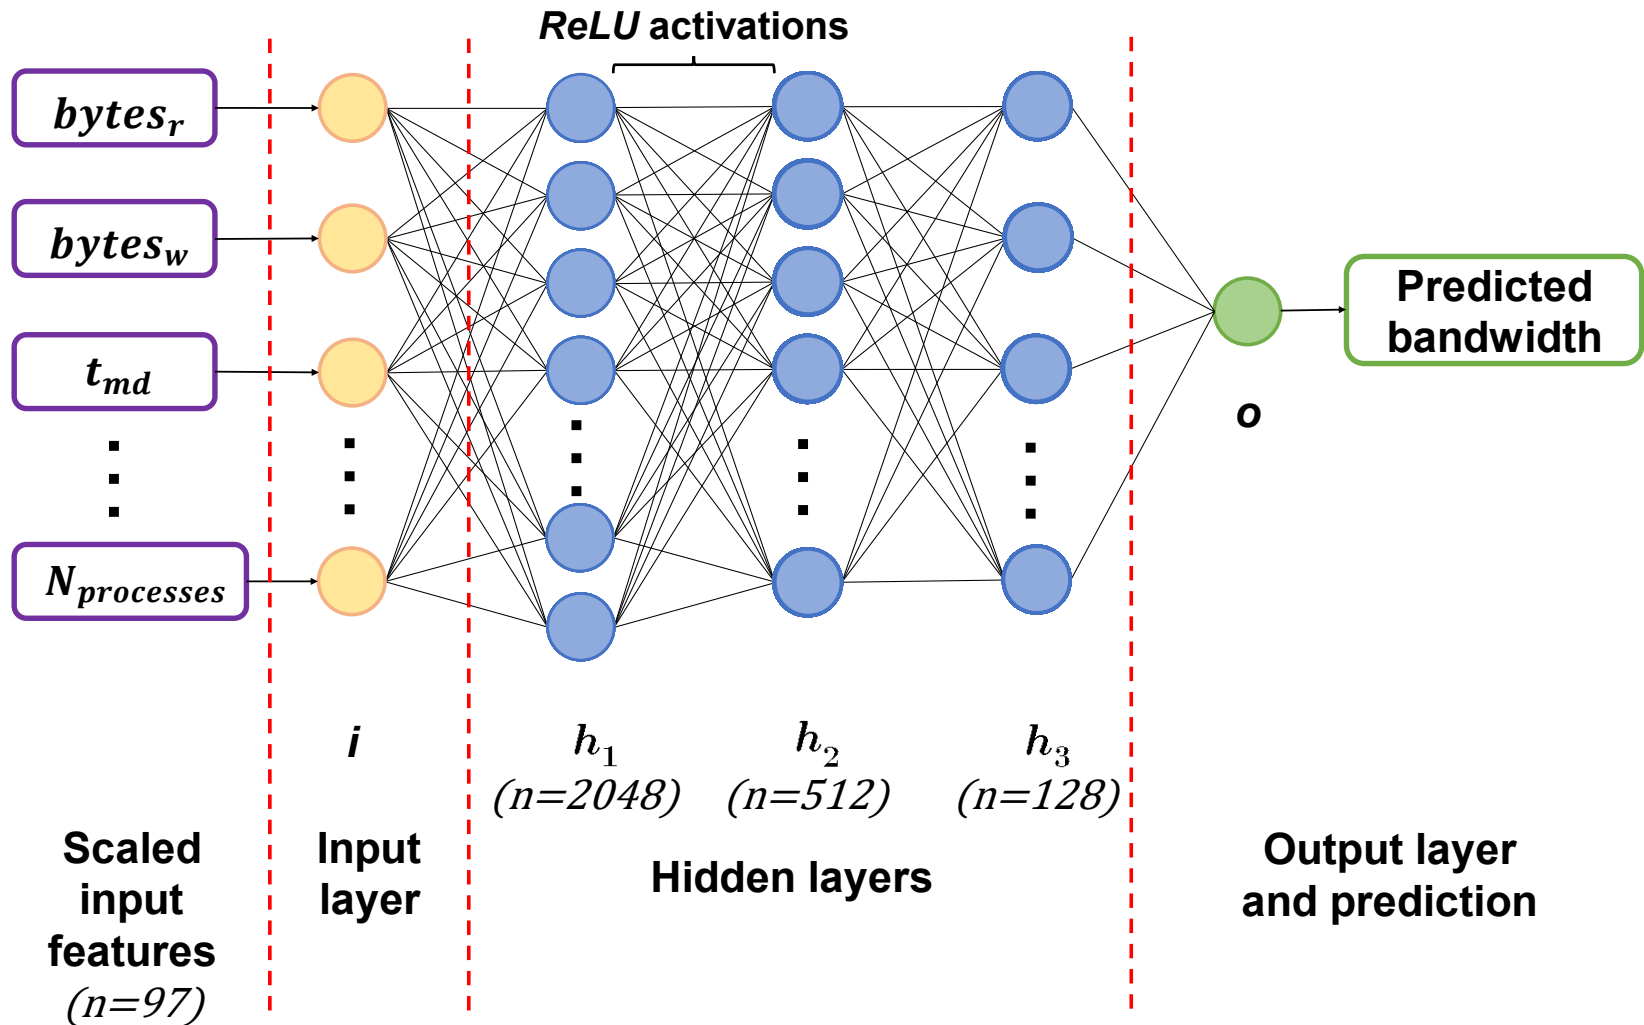 ReLU activations
bytes_r
bytes_w
t_md
N_processes
Predicted
bandwidth
o
i
h_1
h_2
h_3
(n=2048)
(n=512)
(n=128)
Scaled
input
features
(n=97)
Input
layer
Hidden layers
Output layer
and prediction